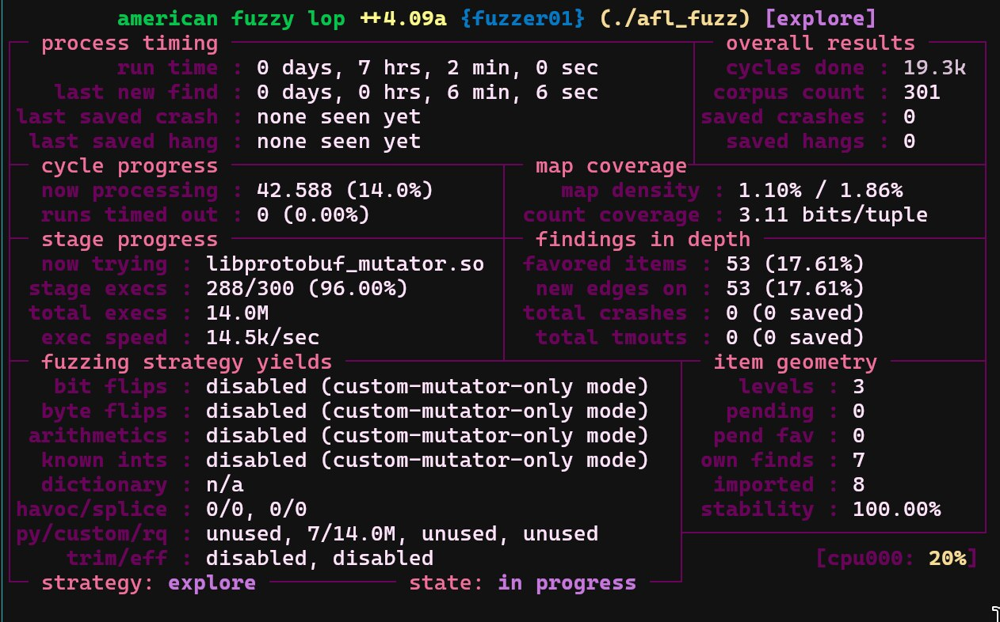 american fuzzy lop ++4.09a {fuzzer01} (./afl_fuzz) [explore]
process timing overall results
run time : 0 days, 7 hrs, 2 min, 0 sec cycles done : 19.3k
last new find : 0 days, 0 hrs, 6 min, 6 sec corpus count : 301
last saved crash : none seen yet saved crashes : 0
last saved hang : none seen yet saved hangs : 0
cycle progress map coverage
now processing : 42.588 (14.0%) map density : 1.10% / 1.86%
runs timed out : 0 (0.00%) count coverage : 3.11 bits/tuple
stage progress findings in depth
now trying : libprotobuf_mutator.so favored items : 53 (17.61%)
stage execs : 288/300 (96.00%) new edges on : 53 (17.61%)
total execs : 14.0M total crashes : 0 (0 saved)
exec speed : 14.5k/sec total tmouts : 0 (0 saved)
fuzzing strategy yields item geometry
bit flips : disabled (custom-mutator-only mode) levels : 3
byte flips : disabled (custom-mutator-only mode) pending : 0
arithmetics : disabled (custom-mutator-only mode) pend fav : 0
known ints : disabled (custom-mutator-only mode) own finds : 7
dictionary : n/a imported : 8
havoc/splice : 0/0, 0/0 stability : 100.00%
py/custom/rq : unused, 7/14.0M, unused, unused
trim/eff : disabled, disabled [cpu000: 20%]
strategy: explore state: in progress